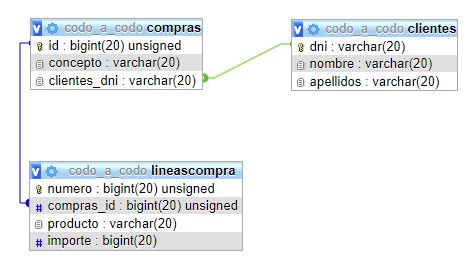 codo_a_codo compras
id : bigint(20) unsigned
concepto : varchar(20)
clientes_dni : varchar(20)
codo_a_codo clientes
dni : varchar(20)
nombre : varchar(20)
apellidos : varchar(20)
codo_a_codo lineascompra
numero : bigint(20) unsigned
# compras_id : bigint(20) unsigned
producto : varchar(20)
# importe : bigint(20)